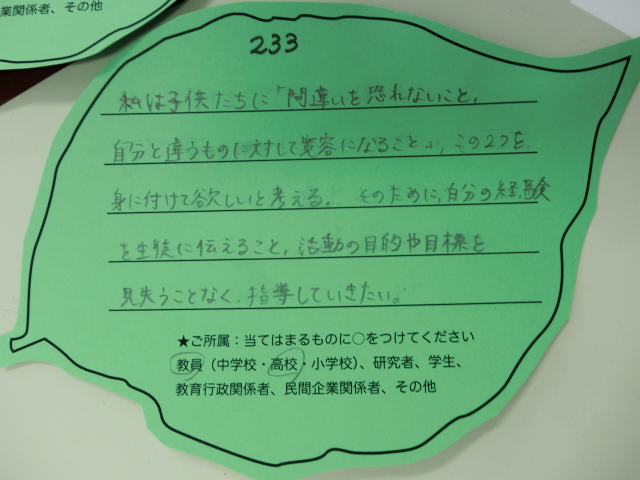 業関係者、その他
233
私は子供たちに「間違いを恐れないこと,
自分と違うものに対して寛容になること」, この2つを
身に付けて欲しいと考える。 そのために, 自分の経験
を生徒に伝えること, 活動の目的や目標を
見失うことなく, 指導していきたい。
★ご所属：当てはまるものに○をつけてください
教員（中学校・高校・小学校）、研究者、学生、
教育行政関係者、民間企業関係者、その他